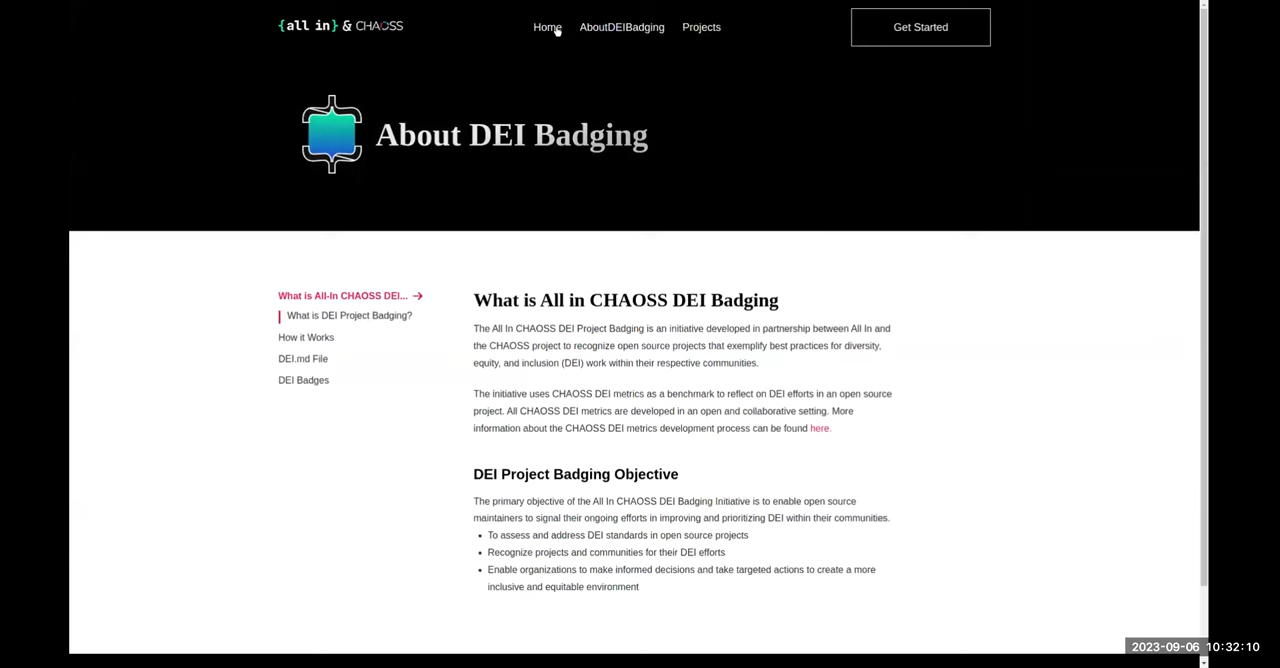 {all in} & CHAOSS
Home AboutDEIBadging Projects
Get Started
About DEI Badging
What is All-In CHAOSS DEI...
What is DEI Project Badging?
How it Works
DEI.md File
DEI Badges
What is All in CHAOSS DEI Badging
The All In CHAOSS DEI Project Badging is an initiative developed in partnership between All In and
the CHAOSS project to recognize open source projects that exemplify best practices for diversity,
equity, and inclusion (DEI) work within their respective communities.
The initiative uses CHAOSS DEI metrics as a benchmark to reflect on DEI efforts in an open source
project. All CHAOSS DEI metrics are developed in an open and collaborative setting. More
information about the CHAOSS DEI metrics development process can be found here.
DEI Project Badging Objective
The primary objective of the All In CHAOSS DEI Badging Initiative is to enable open source
maintainers to signal their ongoing efforts in improving and prioritizing DEI within their communities.
• To assess and address DEI standards in open source projects
• Recognize projects and communities for their DEI efforts
• Enable organizations to make informed decisions and take targeted actions to create a more
inclusive and equitable environment
2023-09-06 10:32:10